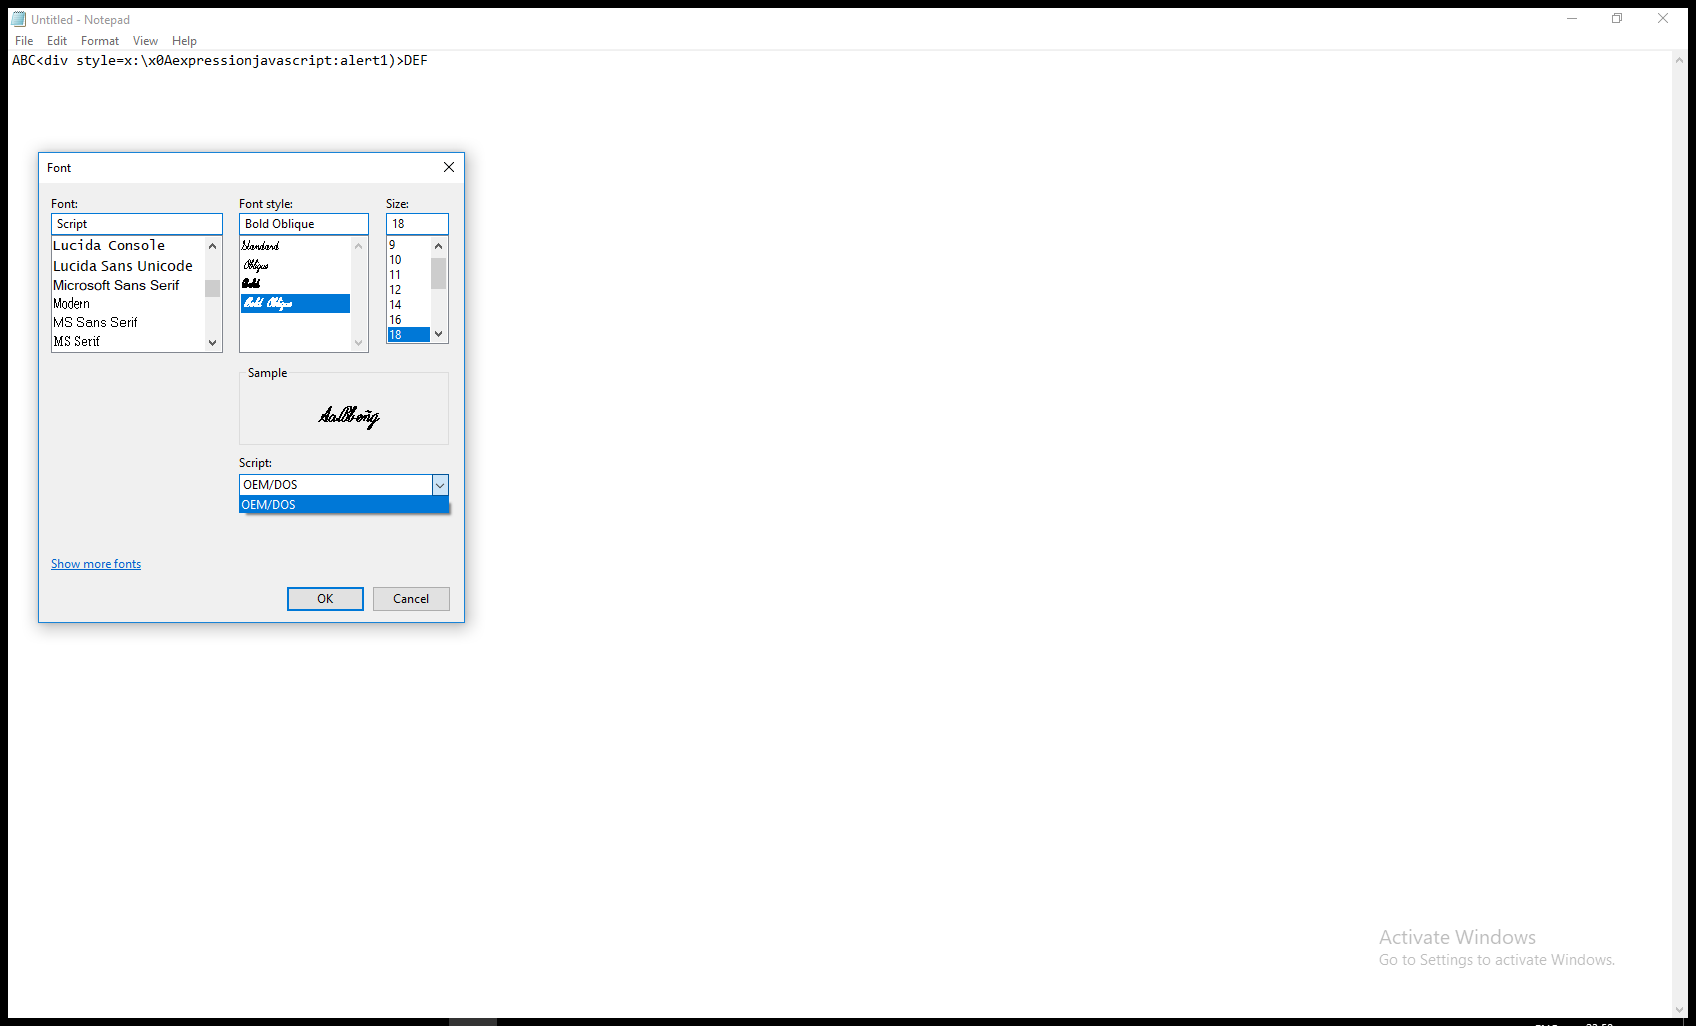 Untitled - Notepad
File Edit Format View Help
ABC<div style=x:\x0Aexpressionjavascript:alert1)>DEF
Font
Font: Font style: Size:
Script Bold Oblique 18
Lucida Console
Lucida Sans Unicode
Microsoft Sans Serif
Modern
MS Sans Serif
MS Serif
Standard
Oblique
Bold
Bold Oblique
9
10
11
12
14
16
18
Sample
AaBbøñg
Script:
OEM/DOS
OEM/DOS
Show more fonts
OK Cancel
Activate Windows
Go to Settings to activate Windows.